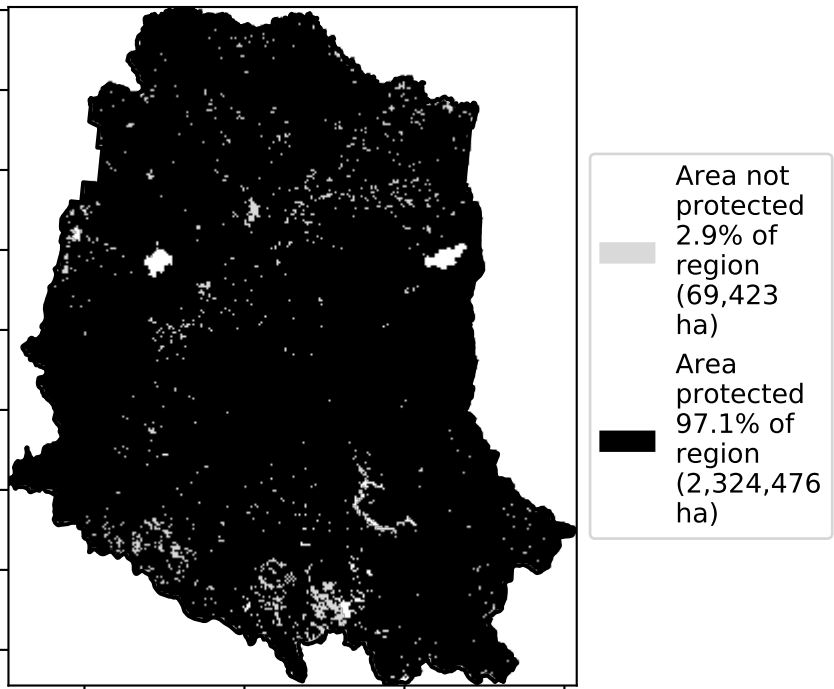 Area not
protected
2.9% of
region
(69,423
ha)
Area
protected
97.1% of
region
(2,324,476
ha)